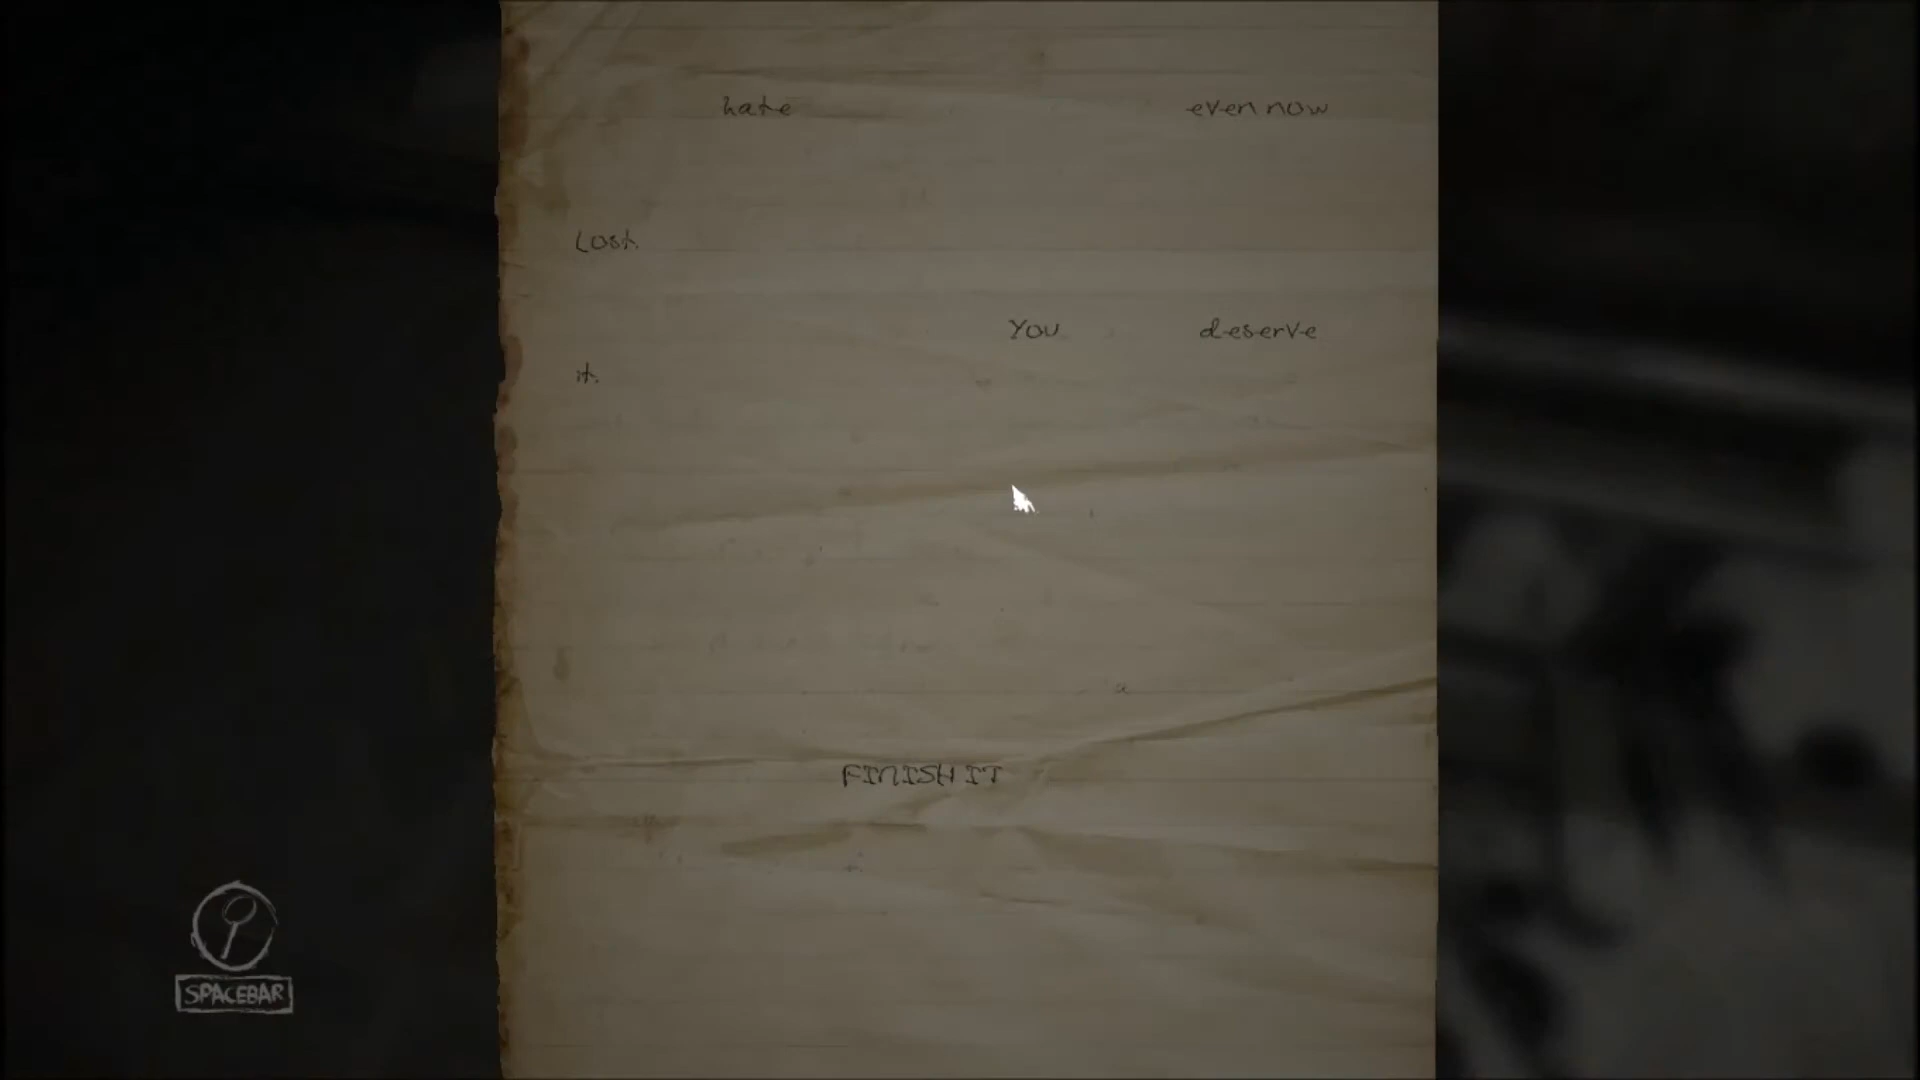 hate even now
Lost.
You deserve
it.
a
FINISH IT
SPACEBAR